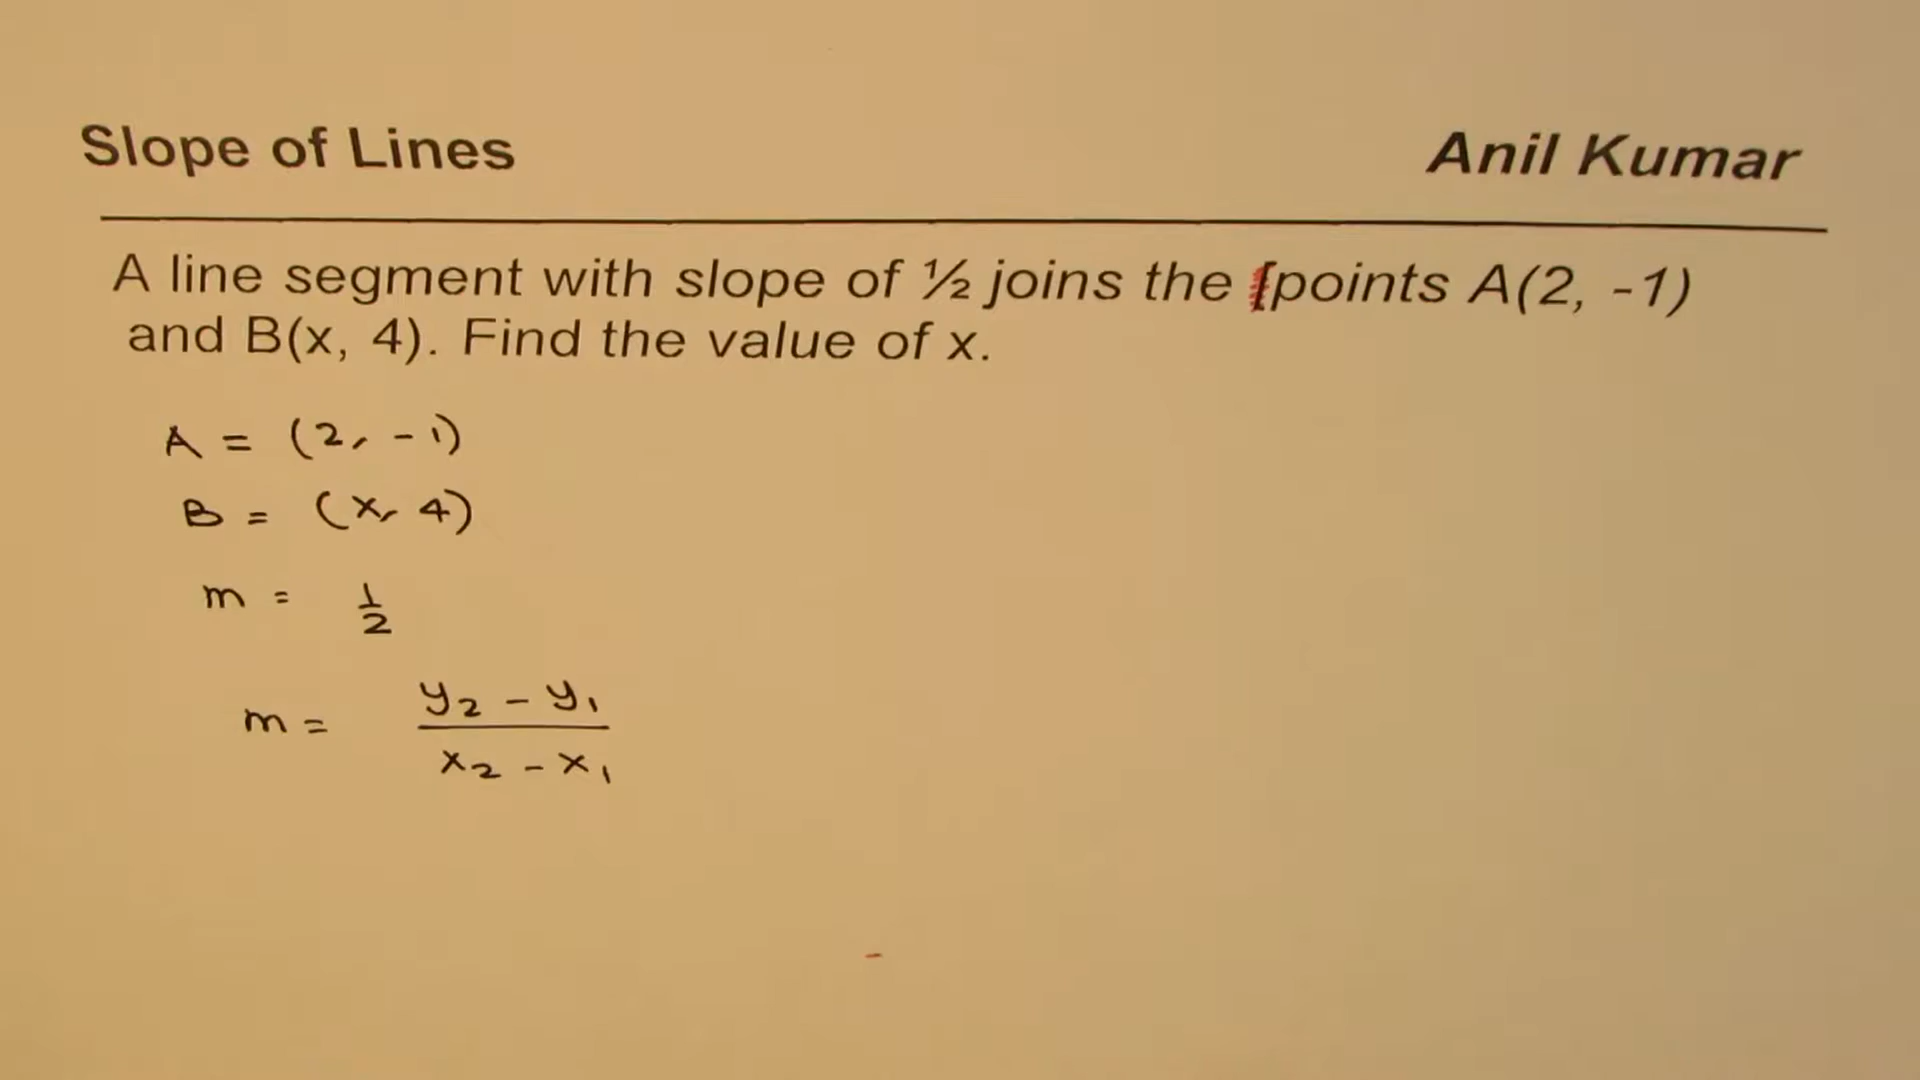 Slope of Lines
Anil Kumar
A line segment with slope of ½ joins the points A(2, -1)
and B(x, 4). Find the value of x.
A = (2, -1)
B = (x, 4)
m = 1/2
m = y₂ - y₁ / x₂ - x₁